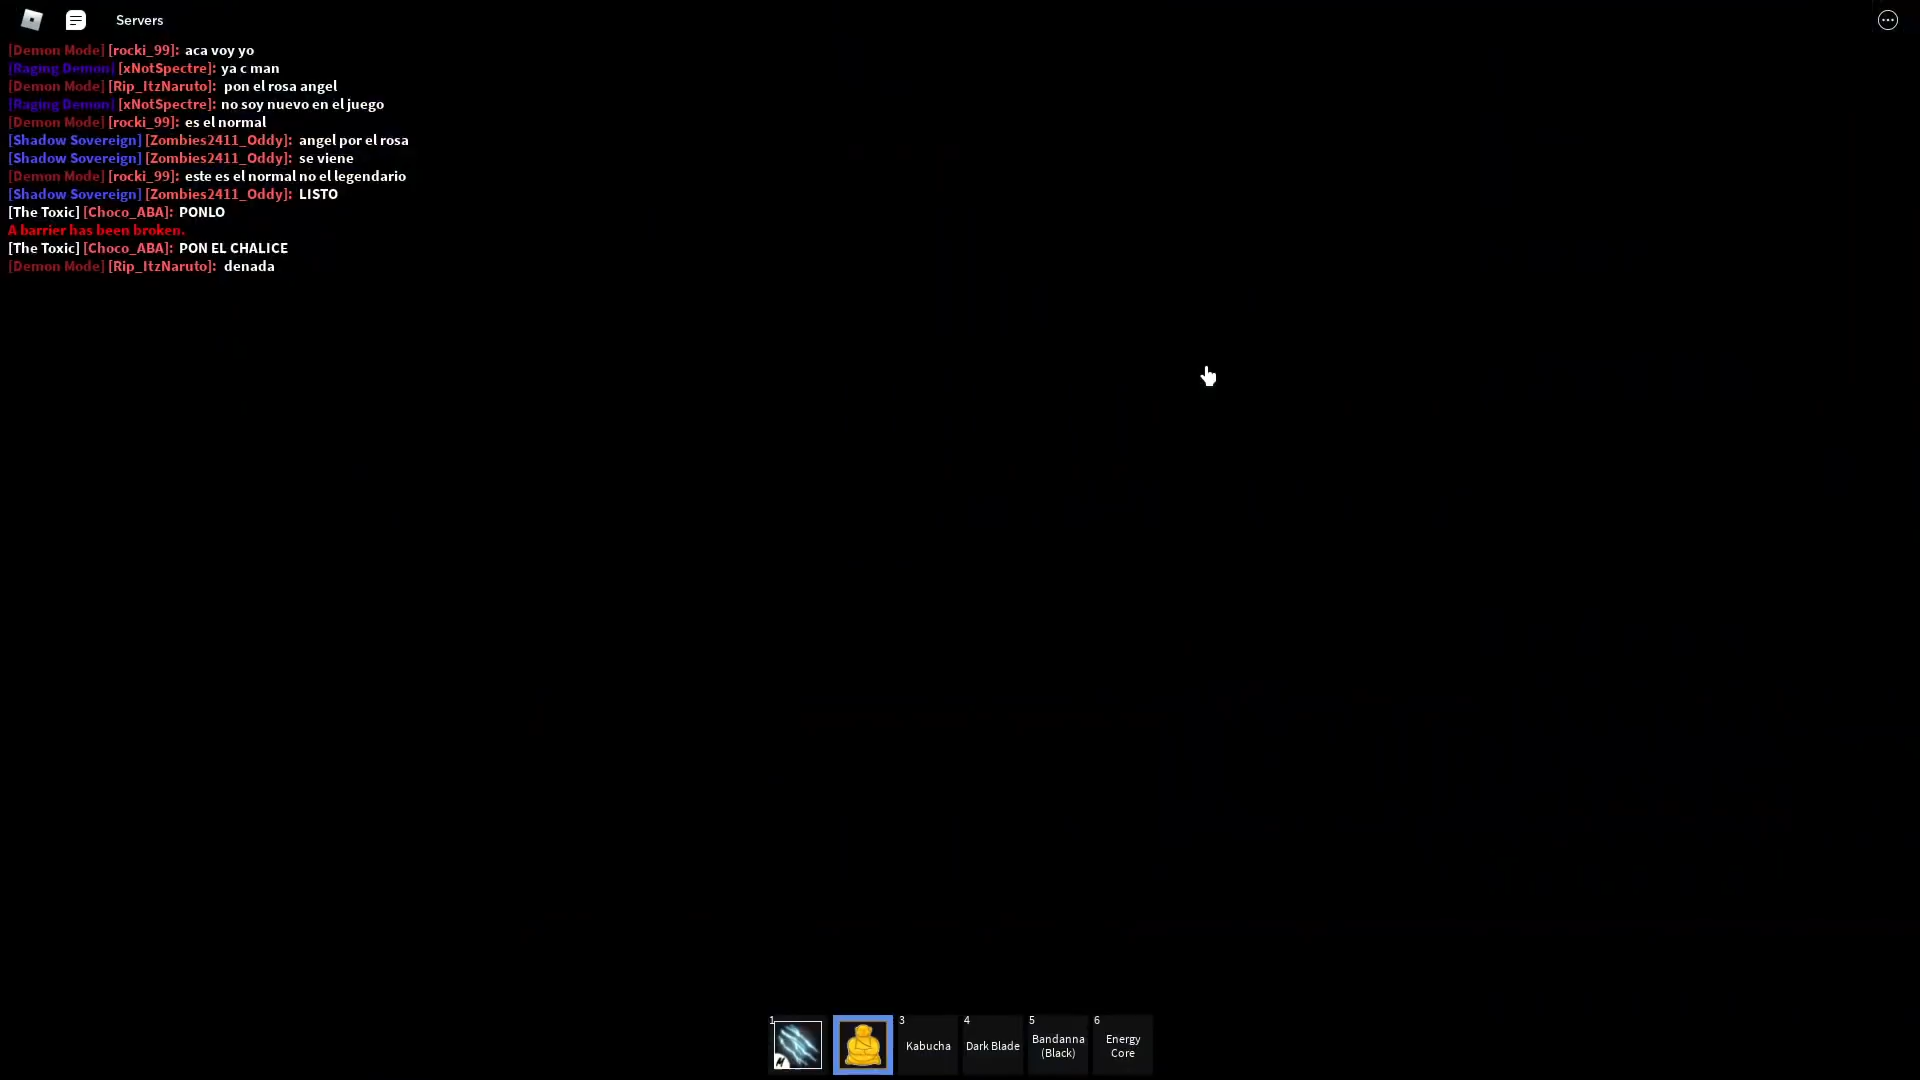 Servers
[Demon Mode] [rocki_99]: aca voy yo
[Raging Demon] [xNotSpectre]: ya c man
[Demon Mode] [Rip_ItzNaruto]: pon el rosa angel
[Raging Demon] [xNotSpectre]: no soy nuevo en el juego
[Demon Mode] [rocki_99]: es el normal
[Shadow Sovereign] [Zombies2411_Oddy]: angel por el rosa
[Shadow Sovereign] [Zombies2411_Oddy]: se viene
[Demon Mode] [rocki_99]: este es el normal no el legendario
[Shadow Sovereign] [Zombies2411_Oddy]: LISTO
[The Toxic] [Choco_ABA]: PONLO
A barrier has been broken.
[The Toxic] [Choco_ABA]: PON EL CHALICE
[Demon Mode] [Rip_ItzNaruto]: denada
1
3
Kabucha
4
Dark Blade
5
Bandanna
(Black)
6
Energy
Core